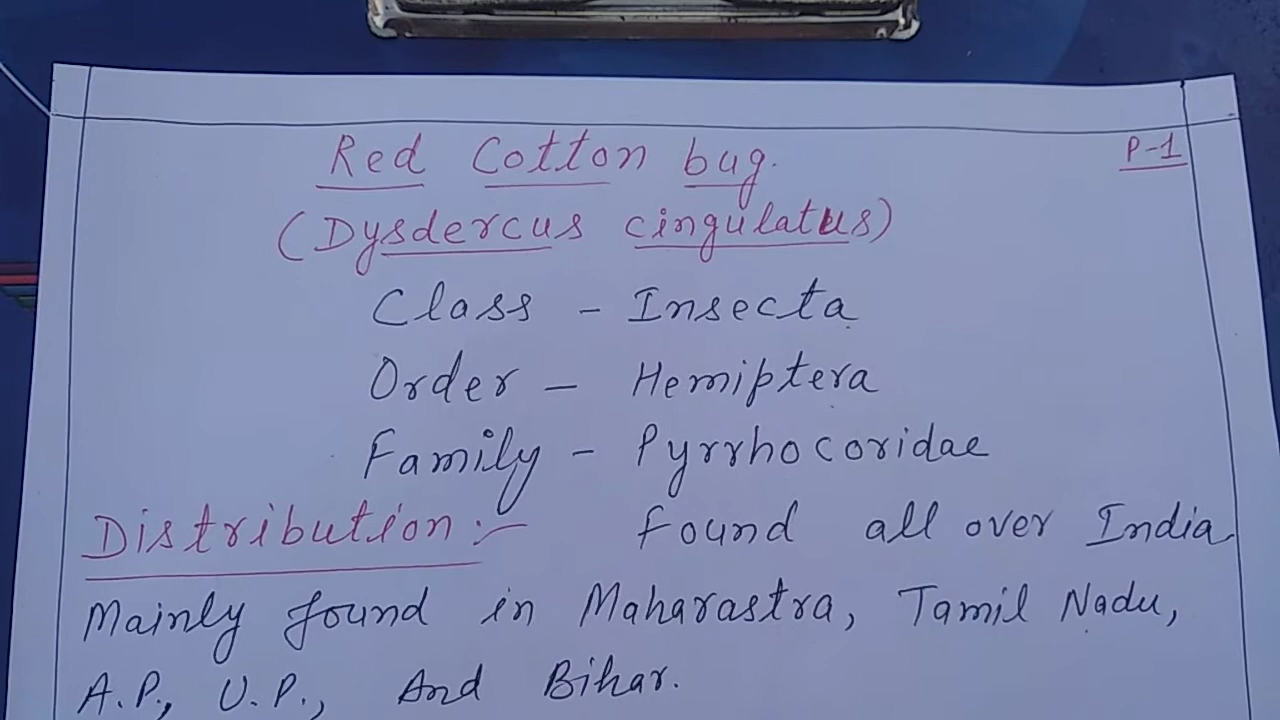 Red Cotton bug.
P-1
(Dysdercus cingulatus)
Class - Insecta
Order - Hemiptera
Family - Pyrrhocoridae
Distribution :- Found all over India
Mainly found in Maharastra, Tamil Nadu,
A.P., U.P., And Bihar.